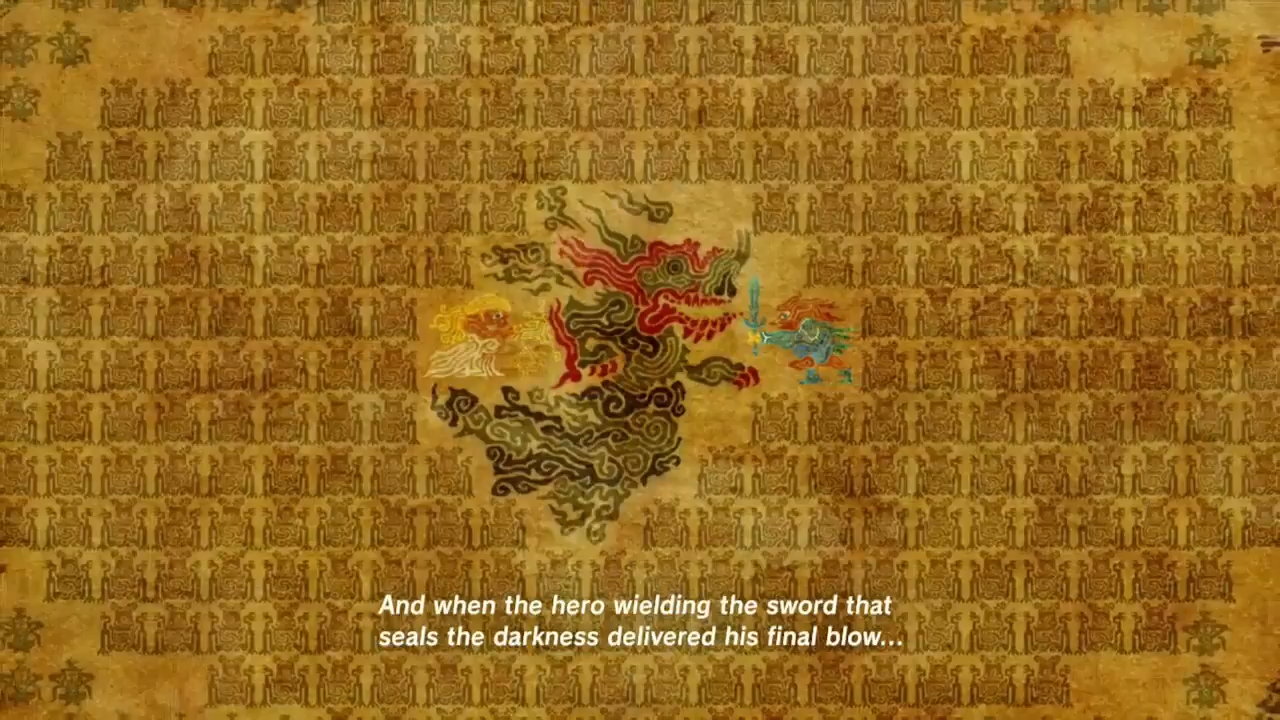 And when the hero wielding the sword that
seals the darkness delivered his final blow...